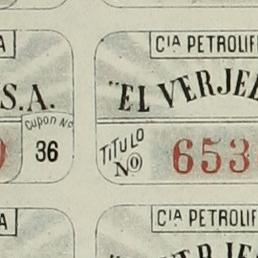 A
CIA PETROLIF
S.A. "EL VERJE
Cupon No
36
TITULO
No 653
A
CIA PETROLIF